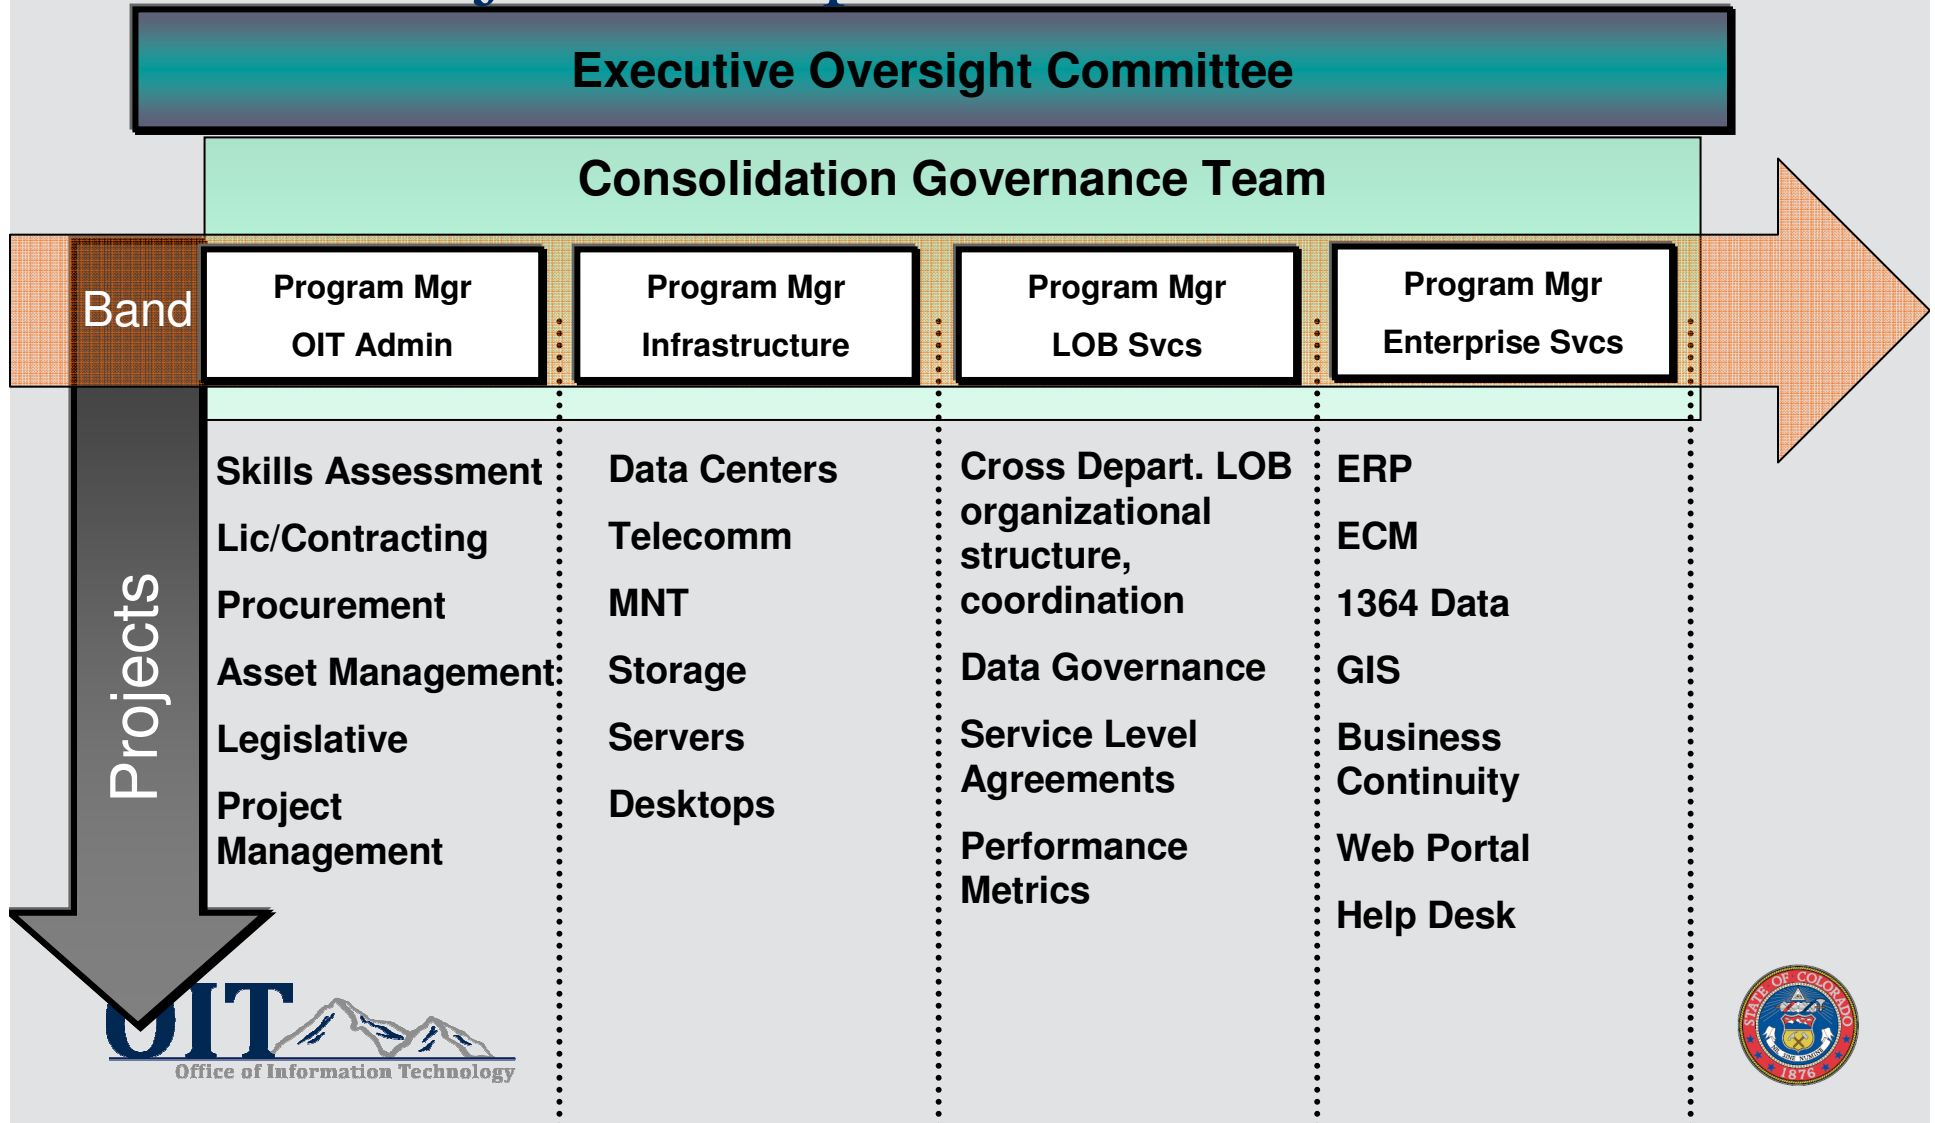 Executive Oversight Committee
Consolidation Governance Team
Band
Program Mgr
OIT Admin
Program Mgr
Infrastructure
Program Mgr
LOB Svcs
Program Mgr
Enterprise Svcs
Projects
Skills Assessment
Lic/Contracting
Procurement
Asset Management
Legislative
Project
Management
Data Centers
Telecomm
MNT
Storage
Servers
Desktops
Cross Depart. LOB
organizational
structure,
coordination
Data Governance
Service Level
Agreements
Performance
Metrics
ERP
ECM
1364 Data
GIS
Business
Continuity
Web Portal
Help Desk
OIT
Office of Information Technology
STATE OF COLORADO
NIL SINE NUMINE
1876